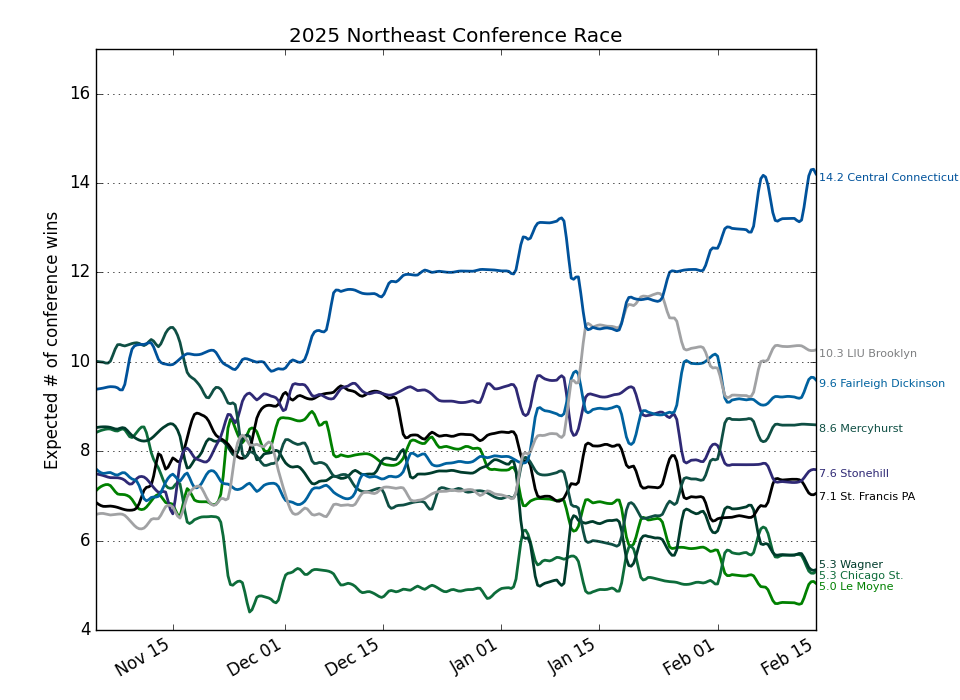 2025 Northeast Conference Race
Expected # of conference wins
16
14
12
10
8
6
4
Nov 15
Dec 01
Dec 15
Jan 01
Jan 15
Feb 01
Feb 15
14.2 Central Connecticut
10.3 LIU Brooklyn
9.6 Fairleigh Dickinson
8.6 Mercyhurst
7.6 Stonehill
7.1 St. Francis PA
5.3 Wagner
5.3 Chicago St.
5.0 Le Moyne